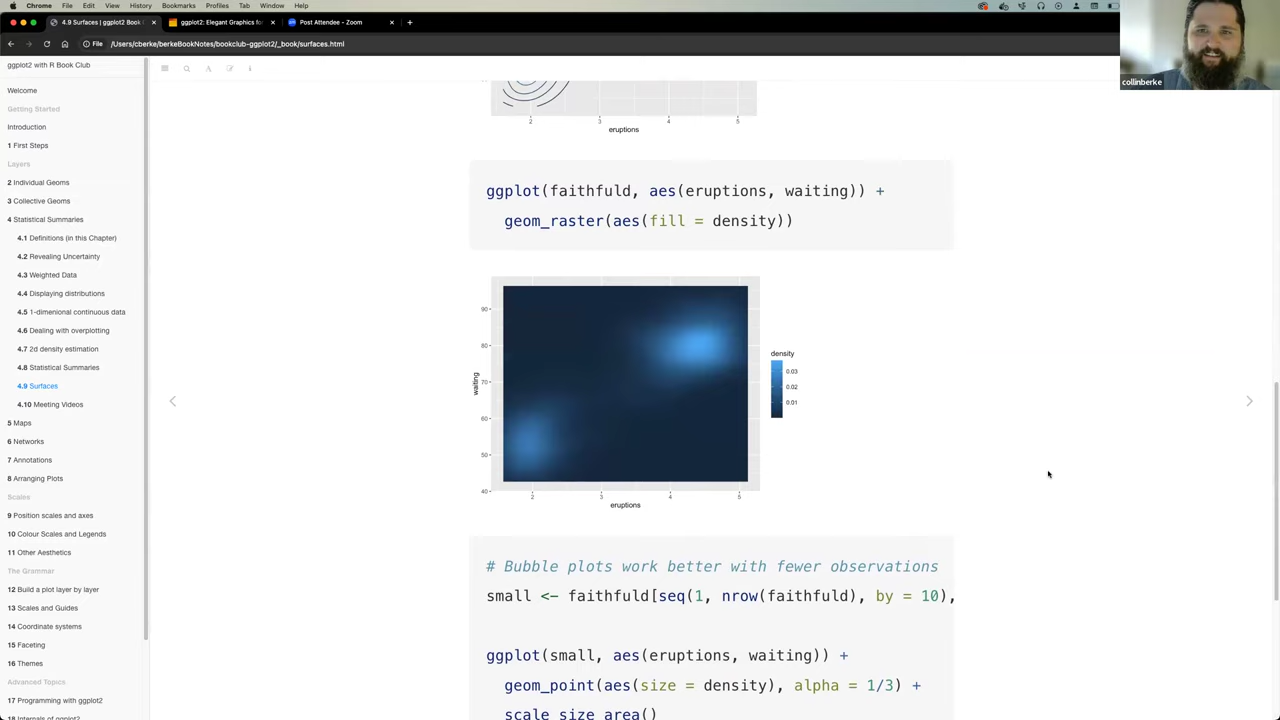 Chrome File Edit View History Bookmarks Profiles Tab Window Help
4.9 Surfaces | ggplot2 Book
ggplot2: Elegant Graphics fo
Post Attendee - Zoom
File /Users/cberke/berkeBookNotes/bookclub-ggplot2/_book/surfaces.html
collinberke
ggplot2 with R Book Club
Welcome
Getting Started
Introduction
1 First Steps
Layers
2 Individual Geoms
3 Collective Geoms
4 Statistical Summaries
4.1 Definitions (in this Chapter)
4.2 Revealing Uncertainty
4.3 Weighted Data
4.4 Displaying distributions
4.5 1-dimenional continuous data
4.6 Dealing with overplotting
4.7 2d density estimation
4.8 Statistical Summaries
4.9 Surfaces
4.10 Meeting Videos
5 Maps
6 Networks
7 Annotations
8 Arranging Plots
Scales
9 Position scales and axes
10 Colour Scales and Legends
11 Other Aesthetics
The Grammar
12 Build a plot layer by layer
13 Scales and Guides
14 Coordinate systems
15 Faceting
16 Themes
Advanced Topics
17 Programming with ggplot2
18 Internals of ggplot2
2 3 4 5
eruptions
ggplot(faithfuld, aes(eruptions, waiting)) +
geom_raster(aes(fill = density))
90
80
70
60
50
40
waiting
2 3 4 5
eruptions
density
0.03
0.02
0.01
# Bubble plots work better with fewer observations
small <- faithfuld[seq(1, nrow(faithfuld), by = 10),
ggplot(small, aes(eruptions, waiting)) +
geom_point(aes(size = density), alpha = 1/3) +
scale_size_area()